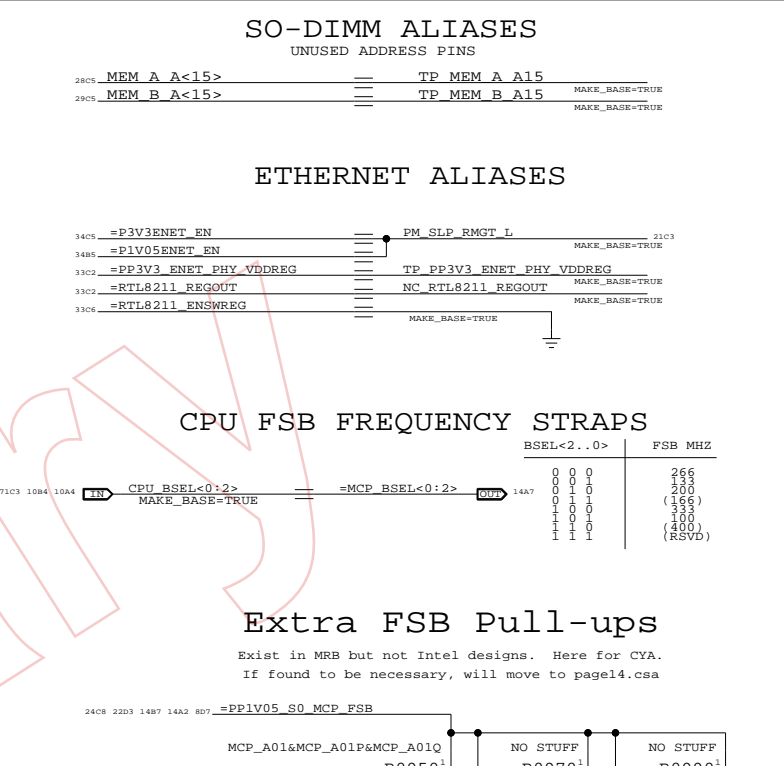 SO-DIMM ALIASES
UNUSED ADDRESS PINS
28C5 MEM_A_A<15> TP_MEM_A_A15
MAKE_BASE=TRUE
29C5 MEM_B_A<15> TP_MEM_B_A15
MAKE_BASE=TRUE
ETHERNET ALIASES
34C5 =P3V3ENET_EN PM_SLP_RMGT_L 21C3
MAKE_BASE=TRUE
34B5 =P1V05ENET_EN
33C2 =PP3V3_ENET_PHY_VDDREG TP_PP3V3_ENET_PHY_VDDREG
MAKE_BASE=TRUE
33C2 =RTL8211_REGOUT NC_RTL8211_REGOUT
MAKE_BASE=TRUE
33C6 =RTL8211_ENSWREG
MAKE_BASE=TRUE
CPU FSB FREQUENCY STRAPS
BSEL<2..0> FSB MHZ
0 0 0 266
0 0 1 133
0 1 0 200
0 1 1 (166)
1 0 0 333
1 0 1 100
1 1 0 (400)
1 1 1 (RSVD)
71C3 10B4 10A4 IN CPU_BSEL<0:2> =MCP_BSEL<0:2> OUT 14A7
MAKE_BASE=TRUE
Extra FSB Pull-ups
Exist in MRB but not Intel designs. Here for CYA.
If found to be necessary, will move to page14.csa
24C8 22D3 14B7 14A2 8D7 =PP1V05_S0_MCP_FSB
MCP_A01&MCP_A01P&MCP_A01Q NO STUFF NO STUFF